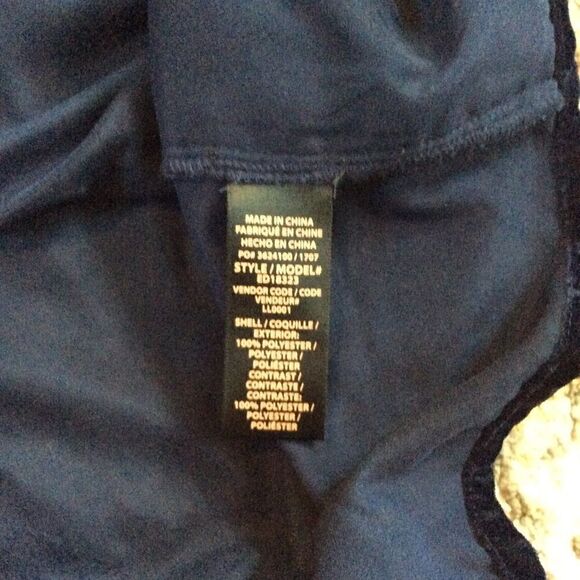 MADE IN CHINA
FABRIQUÉ EN CHINE
HECHO EN CHINA
PO# 3624180 / 1707
STYLE / MODEL#
ED18323
VENDOR CODE / CODE
VENDEUR#
LL0001
SHELL / COQUILLE /
EXTERIOR:
100% POLYESTER /
POLYESTER /
POLIÉSTER
CONTRAST /
CONTRASTE /
CONTRASTE:
100% POLYESTER /
POLYESTER /
POLIÉSTER